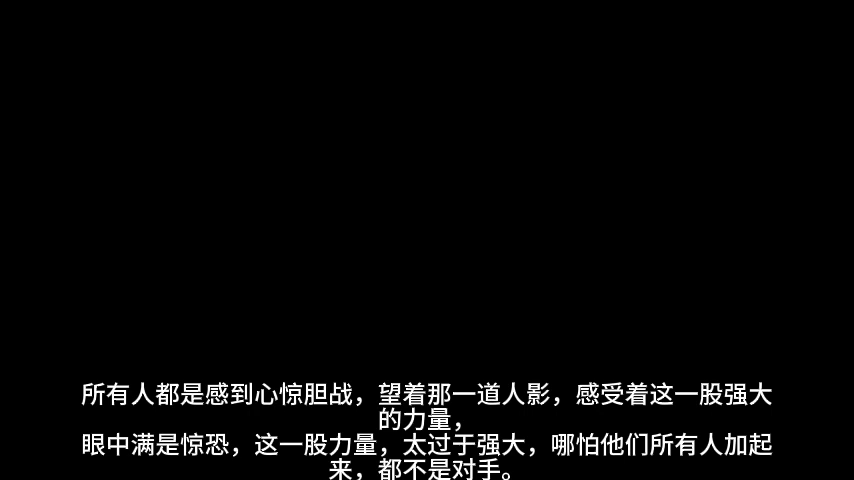 所有人都是感到心惊胆战，望着那一道人影，感受着这一股强大
的力量，
眼中满是惊恐，这一股力量，太过于强大，哪怕他们所有人加起
来，都不是对手。